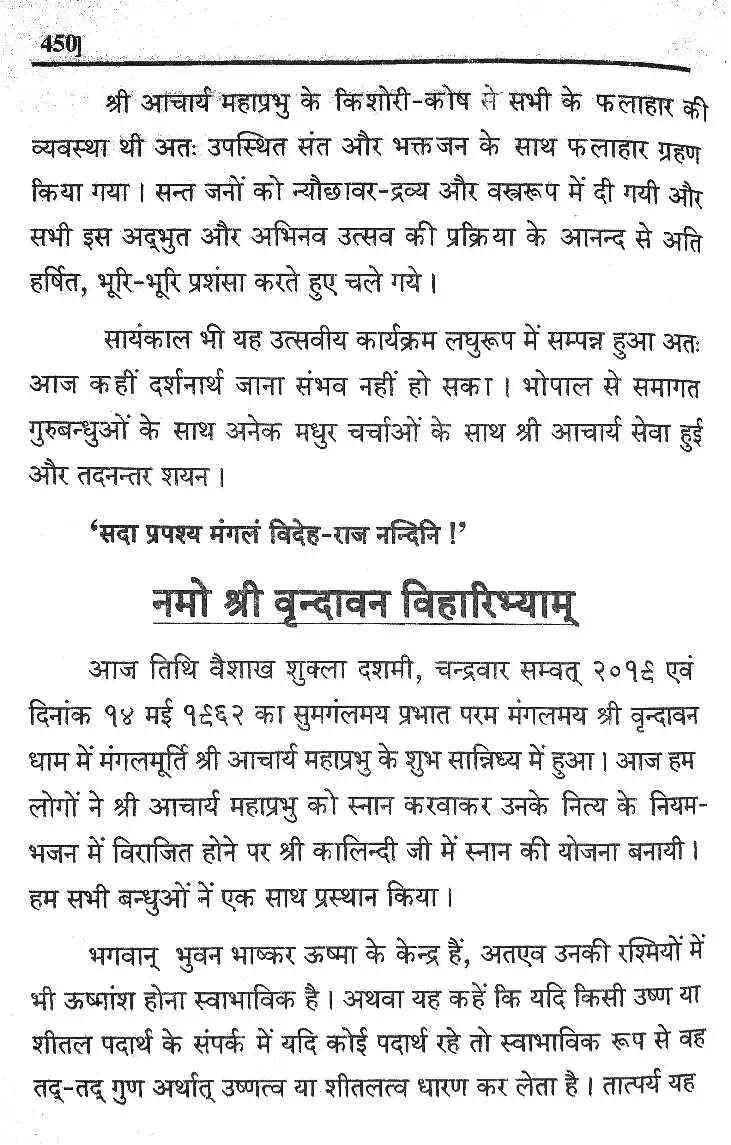 450]
श्री आचार्य महाप्रभु के किशोरी-कोष से सभी के फलाहार की
व्यवस्था थी अतः उपस्थित संत और भक्तजन के साथ फलाहार ग्रहण
किया गया। सन्त जनों को न्यौछावर-द्रव्य और वस्त्ररूप में दी गयी और
सभी इस अद्‌भुत और अभिनव उत्सव की प्रक्रिया के आनन्द से अति
हर्षित, भूरि-भूरि प्रशंसा करते हुए चले गये।
सायंकाल भी यह उत्सवीय कार्यक्रम लघुरूप में सम्पन्न हुआ अतः
आज कहीं दर्शनार्थ जाना संभव नहीं हो सका। भोपाल से समागत
गुरुबन्धुओं के साथ अनेक मधुर चर्चाओं के साथ श्री आचार्य सेवा हुई
और तदनन्तर शयन।
‘सदा प्रपश्य मंगलं विदेह-राज नन्दिनि !’
नमो श्री वृन्दावन विहारिभ्याम्
आज तिथि वैशाख शुक्ला दशमी, चन्द्रवार सम्वत् २०१९ एवं
दिनांक १४ मई १९६२ का सुमगंलमय प्रभात परम मंगलमय श्री वृन्दावन
धाम में मंगलमूर्ति श्री आचार्य महाप्रभु के शुभ सान्निध्य में हुआ। आज हम
लोगों ने श्री आचार्य महाप्रभु को स्नान करवाकर उनके नित्य के नियम-
भजन में विराजित होने पर श्री कालिन्दी जी में स्नान की योजना बनायी।
हम सभी बन्धुओं नें एक साथ प्रस्थान किया।
भगवान् भुवन भाष्कर ऊष्मा के केन्द्र हैं, अतएव उनकी रश्मियों में
भी ऊष्मांश होना स्वाभाविक है। अथवा यह कहें कि यदि किसी उष्ण या
शीतल पदार्थ के संपर्क में यदि कोई पदार्थ रहे तो स्वाभाविक रूप से वह
तद्-तद् गुण अर्थात् उष्णत्व या शीतलत्व धारण कर लेता है। तात्पर्य यह